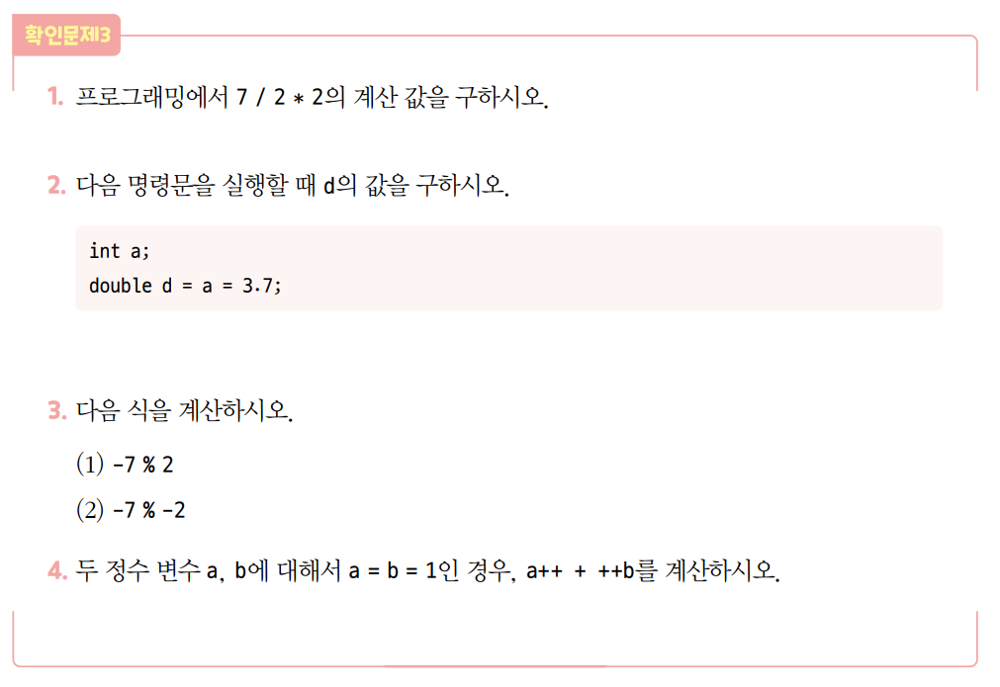 확인문제3
1. 프로그래밍에서 7 / 2 * 2의 계산 값을 구하시오.
2. 다음 명령문을 실행할 때 d의 값을 구하시오.
int a;
double d = a = 3.7;
3. 다음 식을 계산하시오.
(1) -7 % 2
(2) -7 % -2
4. 두 정수 변수 a, b에 대해서 a = b = 1인 경우, a++ + ++b를 계산하시오.